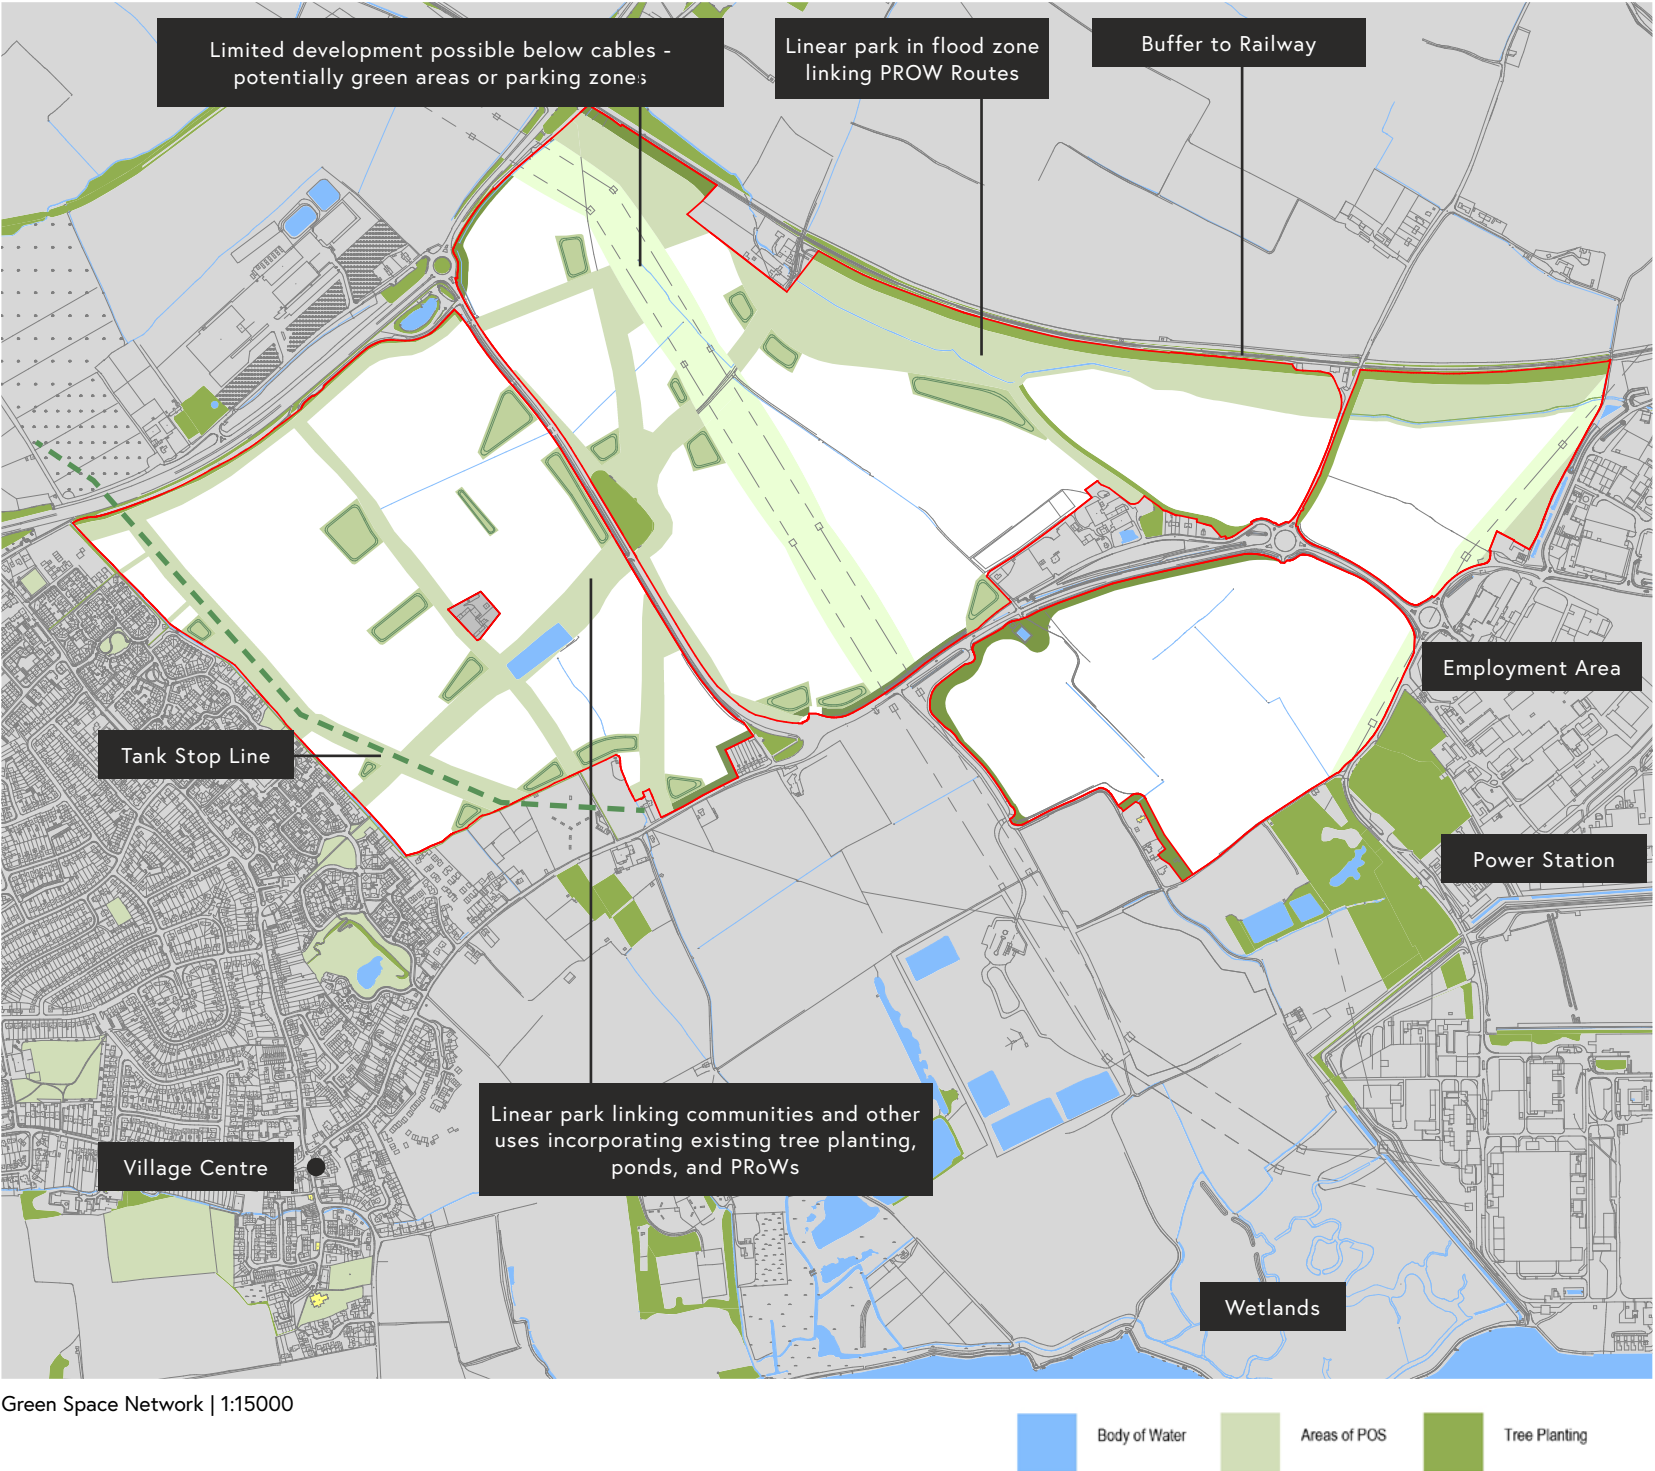 Limited development possible below cables -
potentially green areas or parking zones
Linear park in flood zone
linking PROW Routes
Buffer to Railway
Employment Area
Tank Stop Line
Power Station
Linear park linking communities and other
uses incorporating existing tree planting,
ponds, and PRoWs
Village Centre
Wetlands
Green Space Network | 1:15000
Body of Water
Areas of POS
Tree Planting